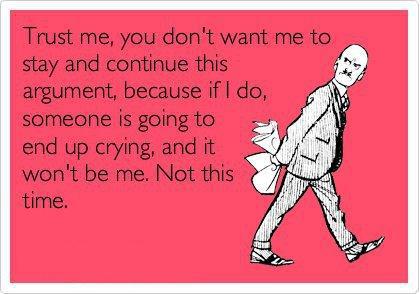 Trust me, you don't want me to
stay and continue this
argument, because if I do,
someone is going to
end up crying, and it
won't be me. Not this
time.